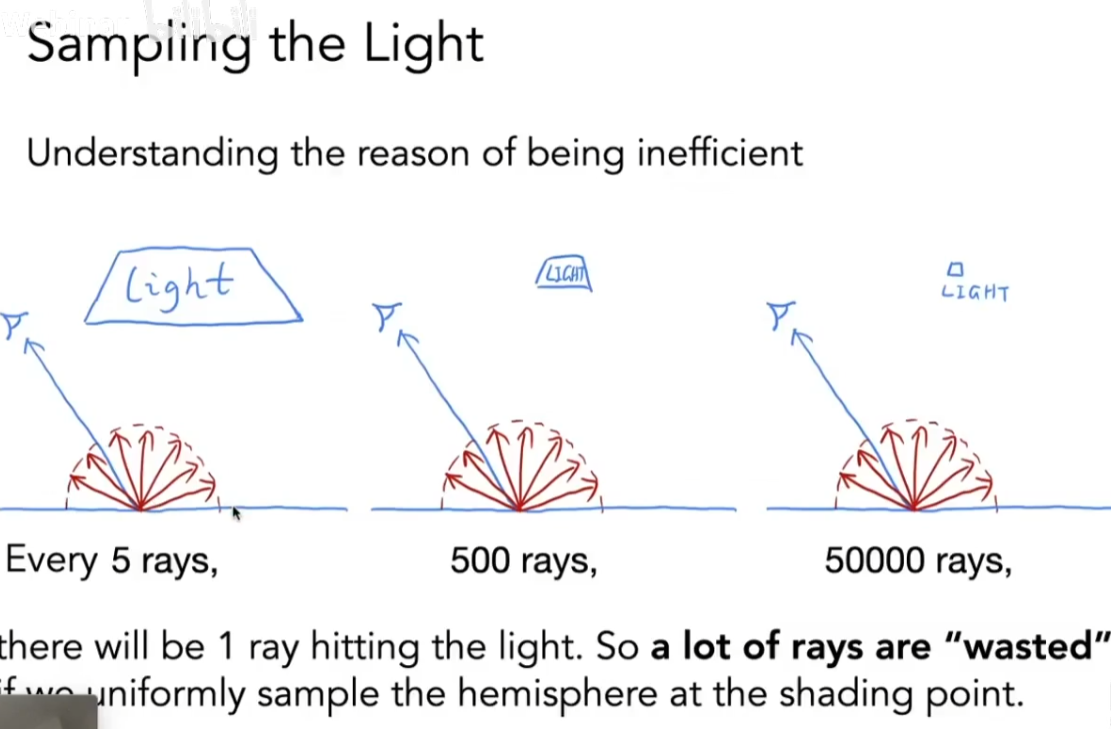 Sampling the Light
Understanding the reason of being inefficient
Light
LIGHT
LIGHT
Every 5 rays,
500 rays,
50000 rays,
there will be 1 ray hitting the light. So a lot of rays are “wasted”
if we uniformly sample the hemisphere at the shading point.